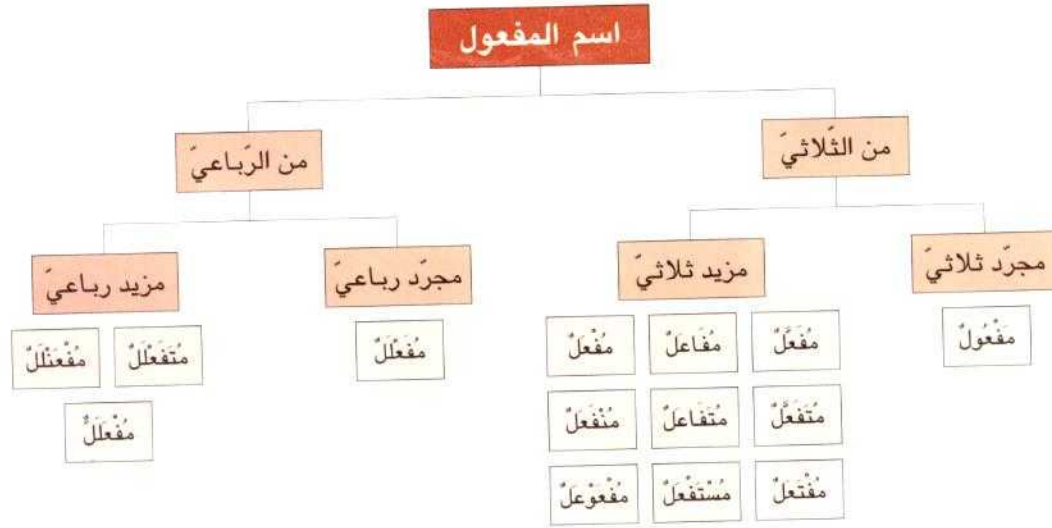 اسم المفعول
من الثّلاثيّ
من الرّباعيّ
مجرّد ثلاثيّ
مزيد ثلاثيّ
مجرّد رباعيّ
مزيد رباعيّ
مَفْعُولٌ
مُفَعَّلٌ
مُفَاعَلٌ
مُفْعَلٌ
مُتَفَعَّلٌ
مُتَفَاعَلٌ
مُنْفَعَلٌ
مُفْتَعَلٌ
مُسْتَفْعَلٌ
مُفْعَوْعَلٌ
مُفَعْلَلٌ
مُتَفَعْلَلٌ
مُفْعَنْلَلٌ
مُفْعَلَلٌّ